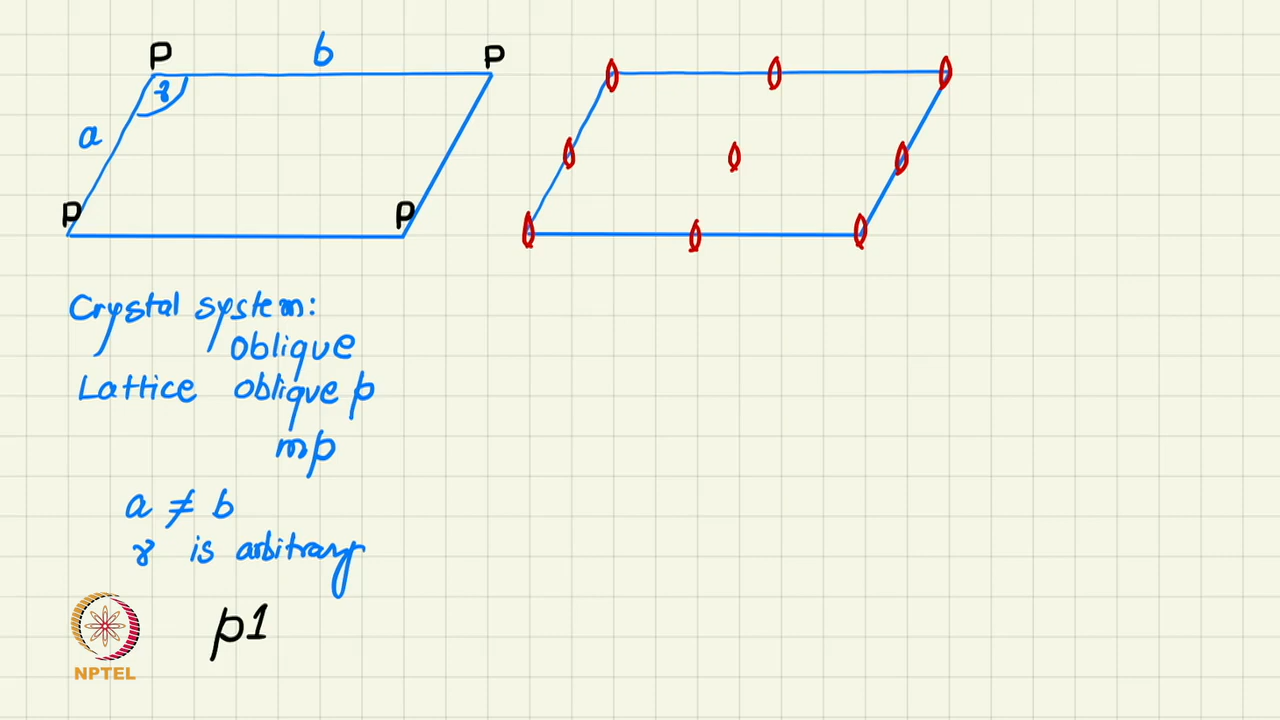 P b P
γ
a
P P
Crystal system:
Oblique
Lattice oblique p
mp
a ≠ b
γ is arbitrary
p1
NPTEL